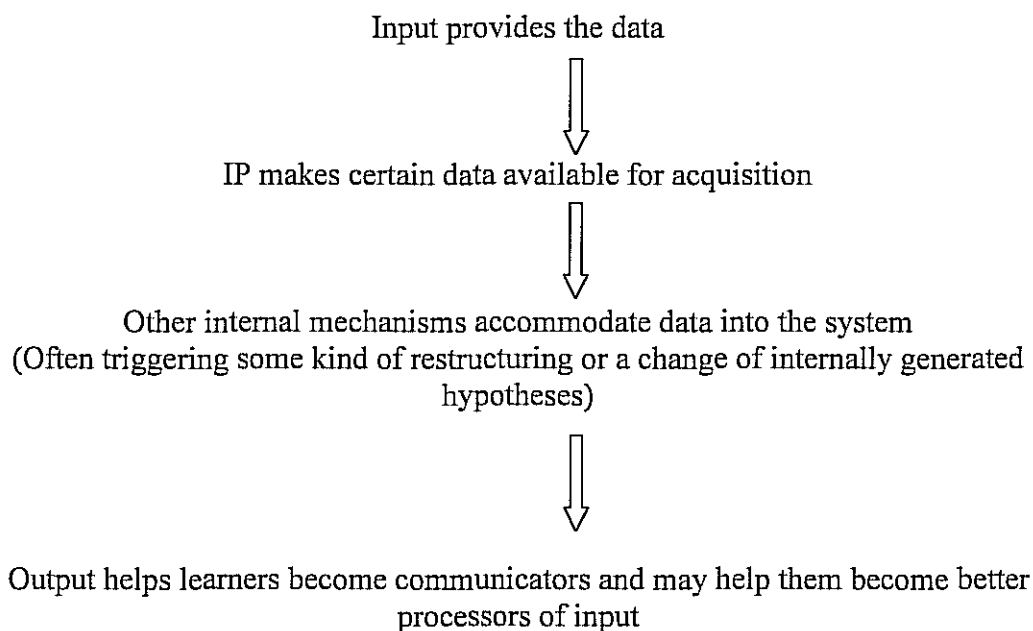 Input provides the data
IP makes certain data available for acquisition
Other internal mechanisms accommodate data into the system
(Often triggering some kind of restructuring or a change of internally generated
hypotheses)
Output helps learners become communicators and may help them become better
processors of input